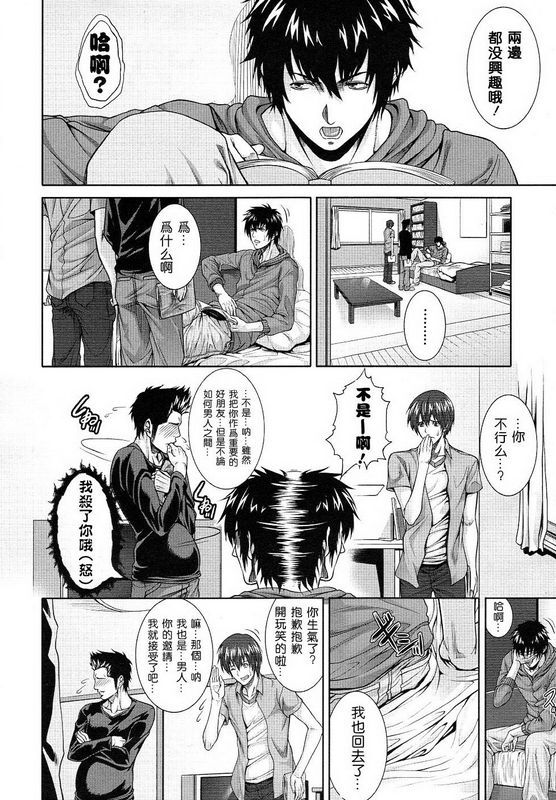 兩邊
都没興趣哦！
哈啊？
……
爲…
爲什么啊
…你
不行么…？
不是ー啊！
…不是…呐…雖然
我把你作爲重要的
好朋友…但是不論
如何男人之間…
我殺了你哦（怒）
哈啊…
我也回去了…
你生氣了？
抱歉抱歉
開玩笑的啦…
嘛…那個…呐
我也是…男人…
你的邀請…
我就接受了吧…